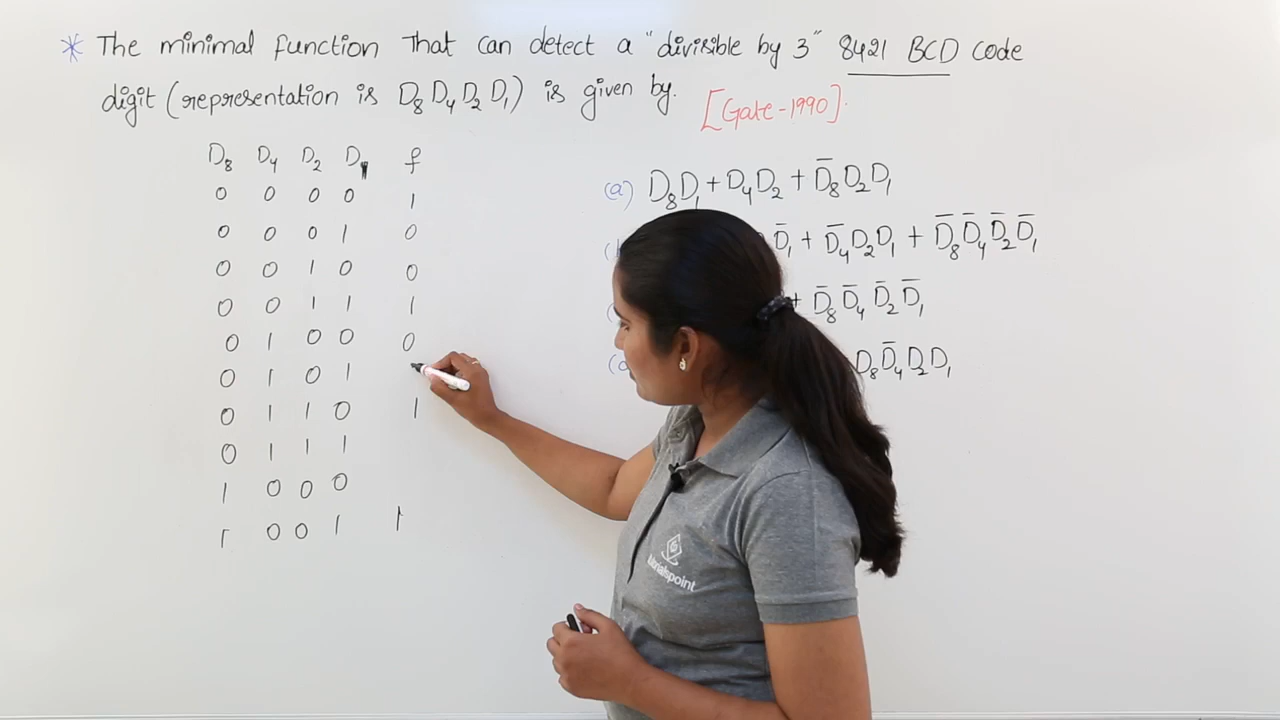 * The minimal function That can detect a "divisible by 3" 8421 BCD code
digit (representation is D₈ D₄ D₂ D₁) is given by. [Gate-1990].
D₈ D₄ D₂ D₁ f
0 0 0 0 1
0 0 0 1 0
0 0 1 0 0
0 0 1 1 1
0 1 0 0 0
0 1 0 1
0 1 1 0 1
0 1 1 1
1 0 0 0
1 0 0 1 1
(a) D₈D₁ + D₄D₂ + D̅₈D₂D₁
D̅₁ + D̅₄D₂D₁ + D̅₈D̅₄D̅₂D̅₁
+ D̅₈D̅₄D̅₂D̅₁
D₈D̅₄D₂D₁
tutorialspoint